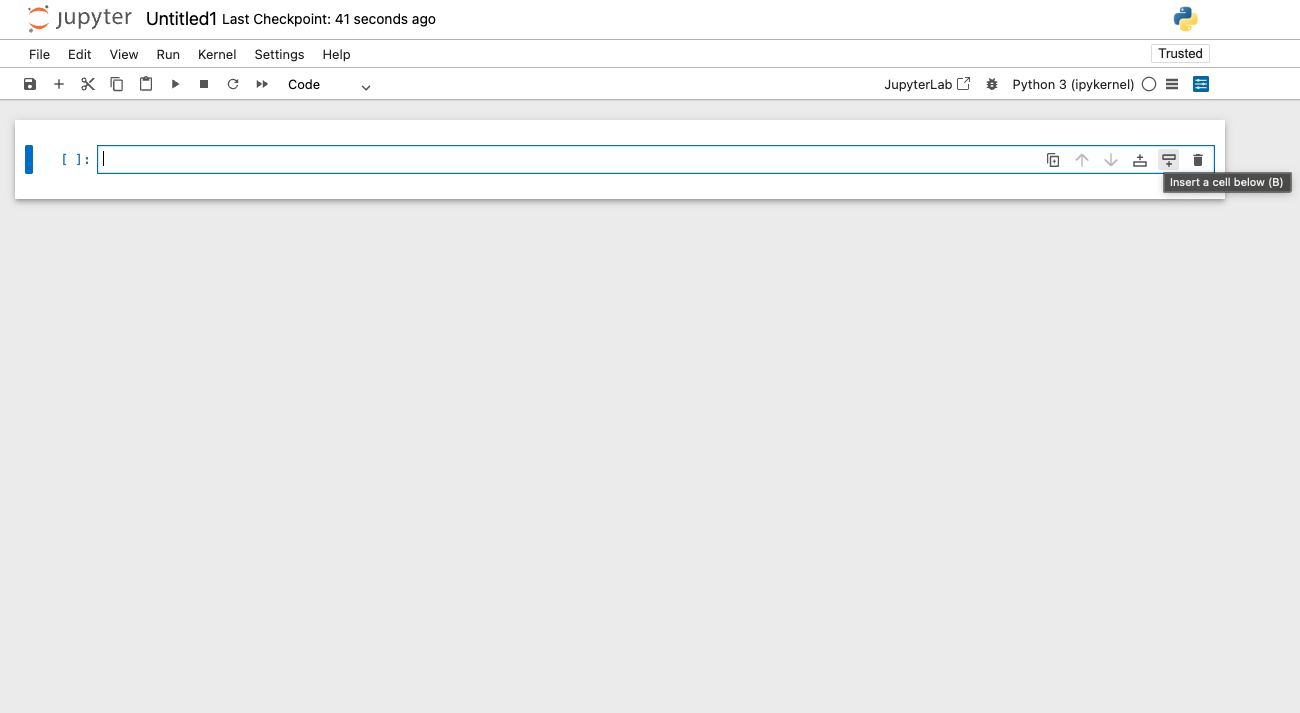 jupyter Untitled1 Last Checkpoint: 41 seconds ago
File Edit View Run Kernel Settings Help Trusted
Code JupyterLab Python 3 (ipykernel)
[ ]:
Insert a cell below (B)